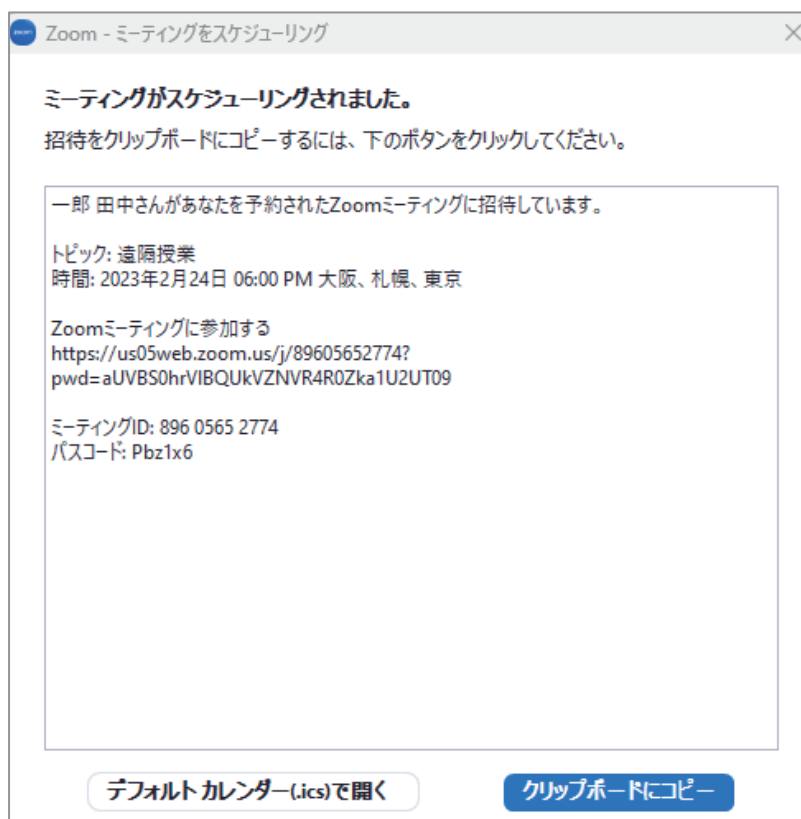 Zoom - ミーティングをスケジューリング
ミーティングがスケジューリングされました。
招待をクリップボードにコピーするには、下のボタンをクリックしてください。
一郎 田中さんがあなたを予約されたZoomミーティングに招待しています。
トピック: 遠隔授業
時間: 2023年2月24日 06:00 PM 大阪、札幌、東京
Zoomミーティングに参加する
https://us05web.zoom.us/j/89605652774?
pwd=aUVBS0hrVlBQUkVZNVR4R0Zka1U2UT09
ミーティングID: 896 0565 2774
パスコード: Pbz1x6
デフォルト カレンダー(.ics)で開く
クリップボードにコピー